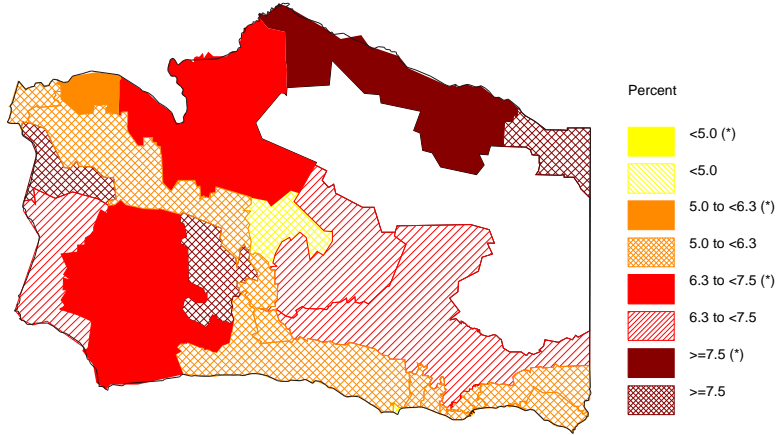 Percent
<5.0 (*)
<5.0
5.0 to <6.3 (*)
5.0 to <6.3
6.3 to <7.5 (*)
6.3 to <7.5
>=7.5 (*)
>=7.5